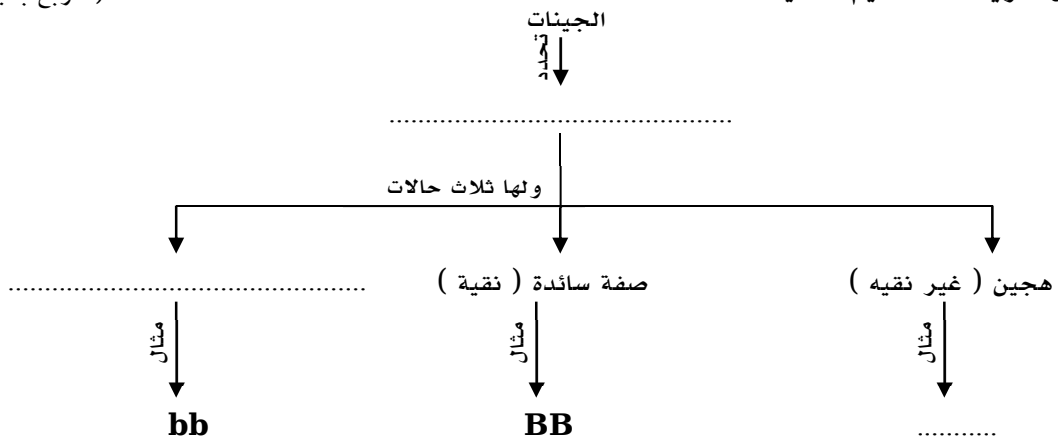 الجينات
تحدد
................................................
ولها ثلاث حالات
هجين ( غير نقيه ) صفة سائدة ( نقية ) ..................................................
مثال مثال مثال
........... BB bb